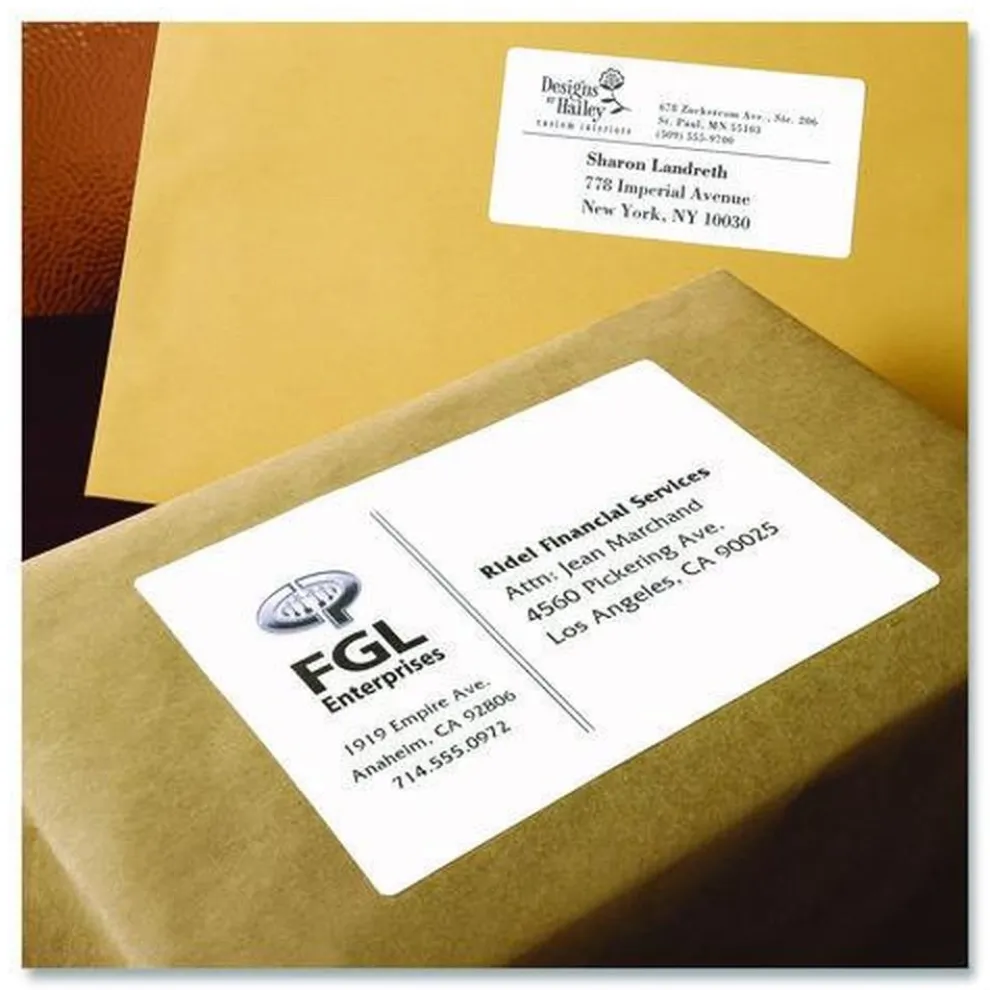 Designs
BY Hailey
custom interiors
678 Zuckstrom Ave., Ste. 206
St. Paul, MN 55103
(509) 555-9700
Sharon Landreth
778 Imperial Avenue
New York, NY 10030
FGL
Enterprises
1919 Empire Ave.
Anaheim, CA 92806
714.555.0972
Ridel Financial Services
Attn: Jean Marchand
4560 Pickering Ave.
Los Angeles, CA 90025